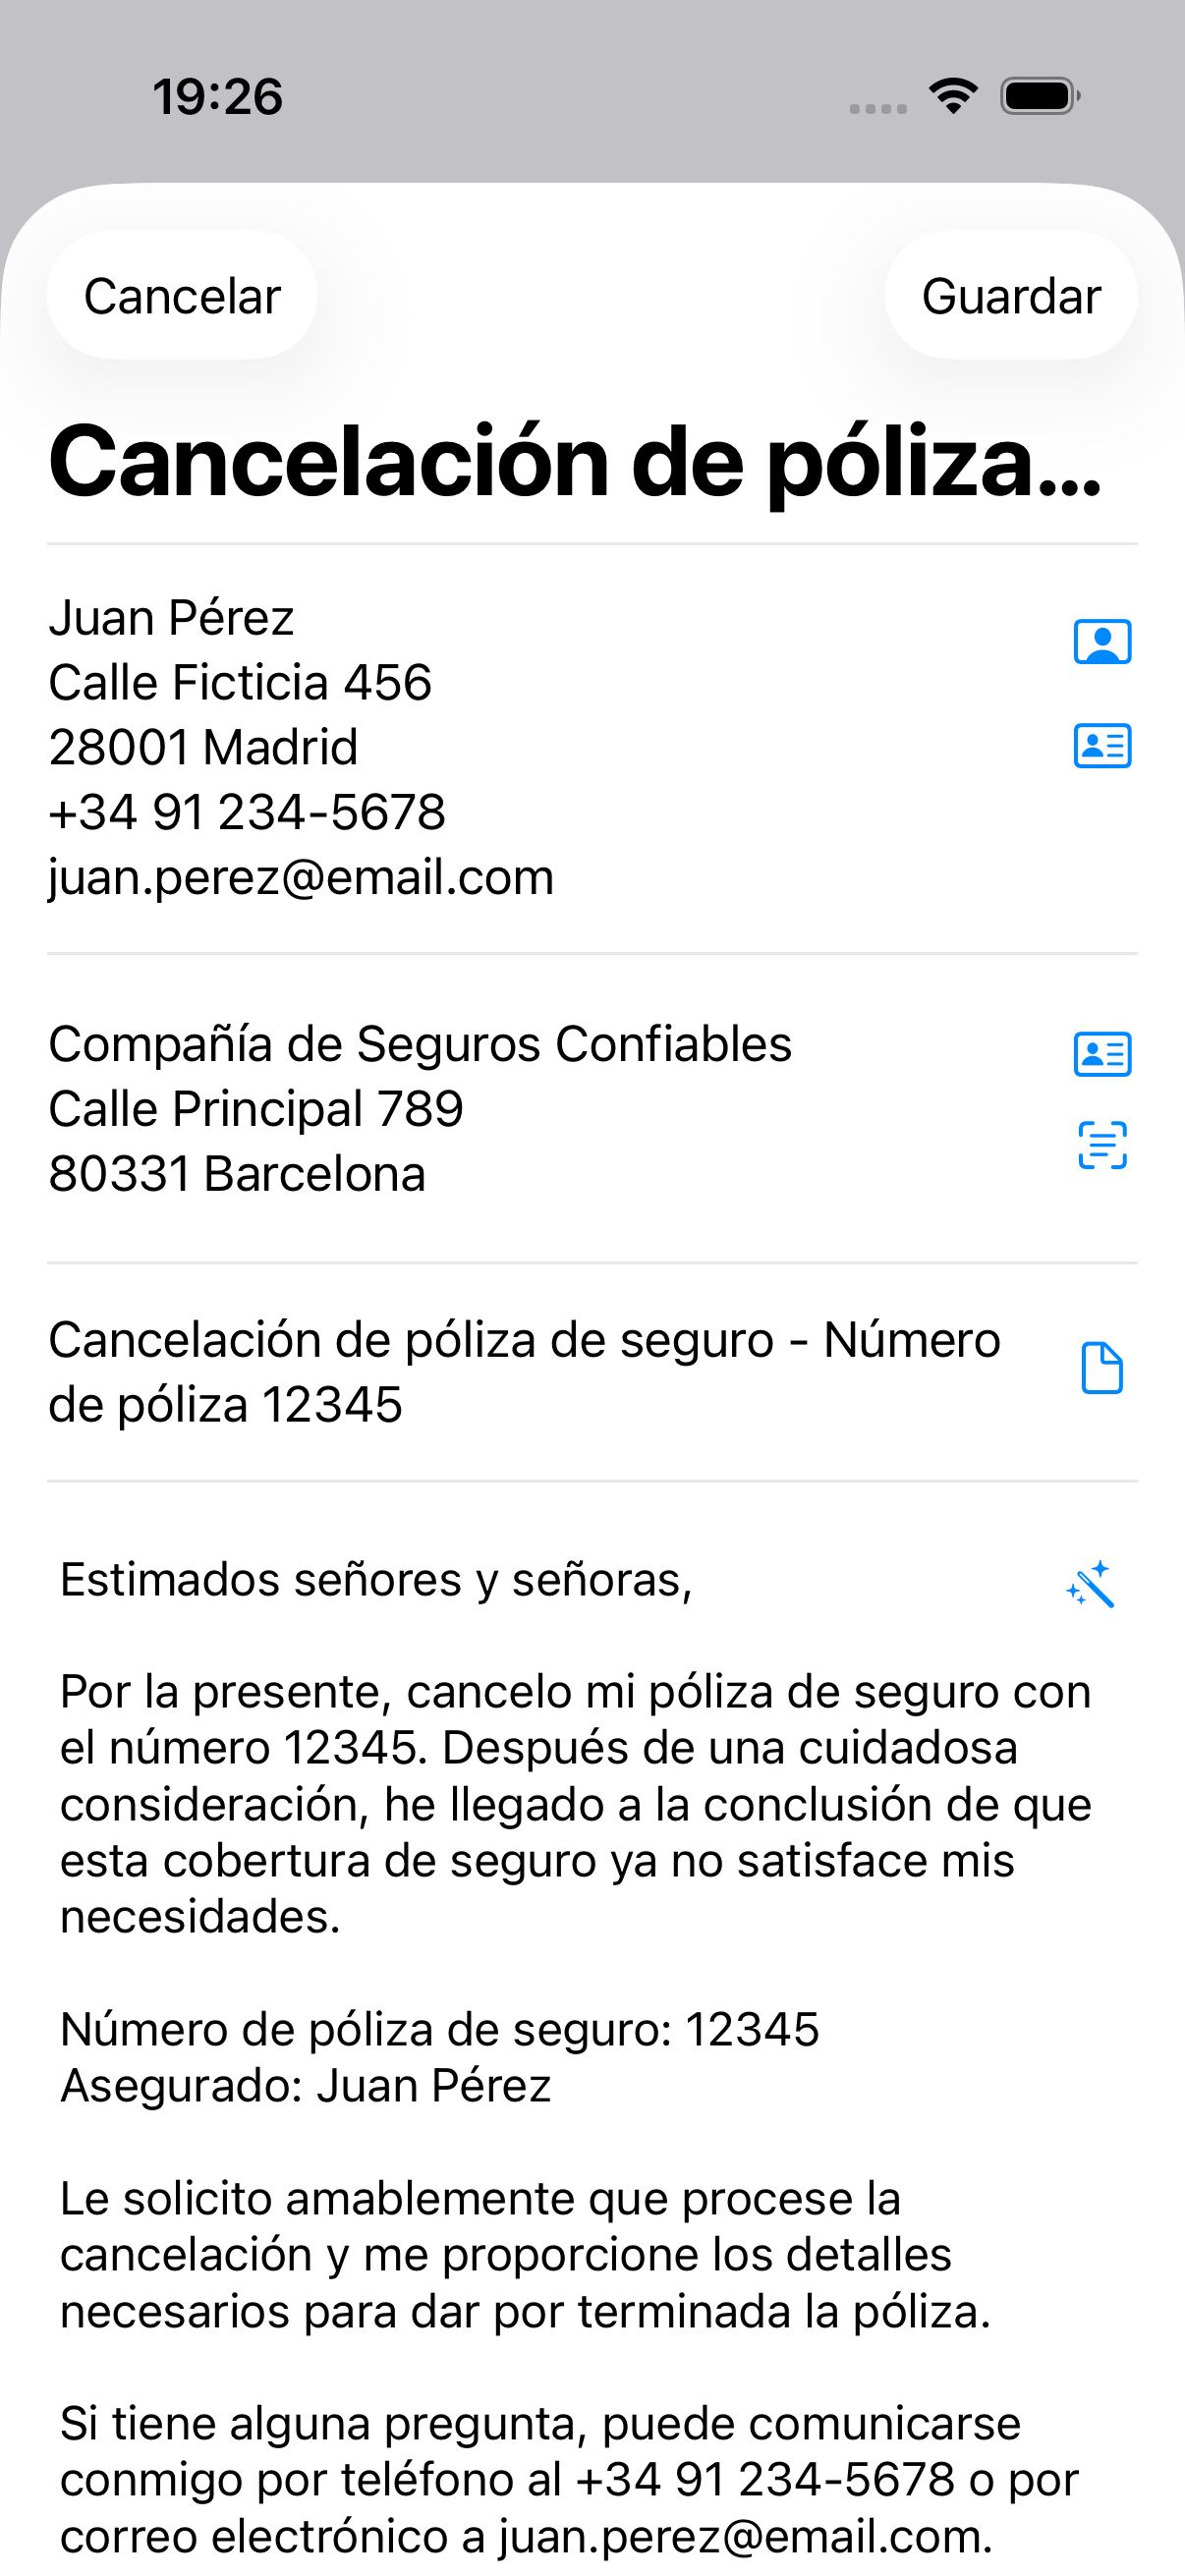 19:26
Cancelar
Guardar
Cancelación de póliza...
Juan Pérez
Calle Ficticia 456
28001 Madrid
+34 91 234-5678
juan.perez@email.com
Compañía de Seguros Confiables
Calle Principal 789
80331 Barcelona
Cancelación de póliza de seguro - Número
de póliza 12345
Estimados señores y señoras,
Por la presente, cancelo mi póliza de seguro con
el número 12345. Después de una cuidadosa
consideración, he llegado a la conclusión de que
esta cobertura de seguro ya no satisface mis
necesidades.
Número de póliza de seguro: 12345
Asegurado: Juan Pérez
Le solicito amablemente que procese la
cancelación y me proporcione los detalles
necesarios para dar por terminada la póliza.
Si tiene alguna pregunta, puede comunicarse
conmigo por teléfono al +34 91 234-5678 o por
correo electrónico a juan.perez@email.com.